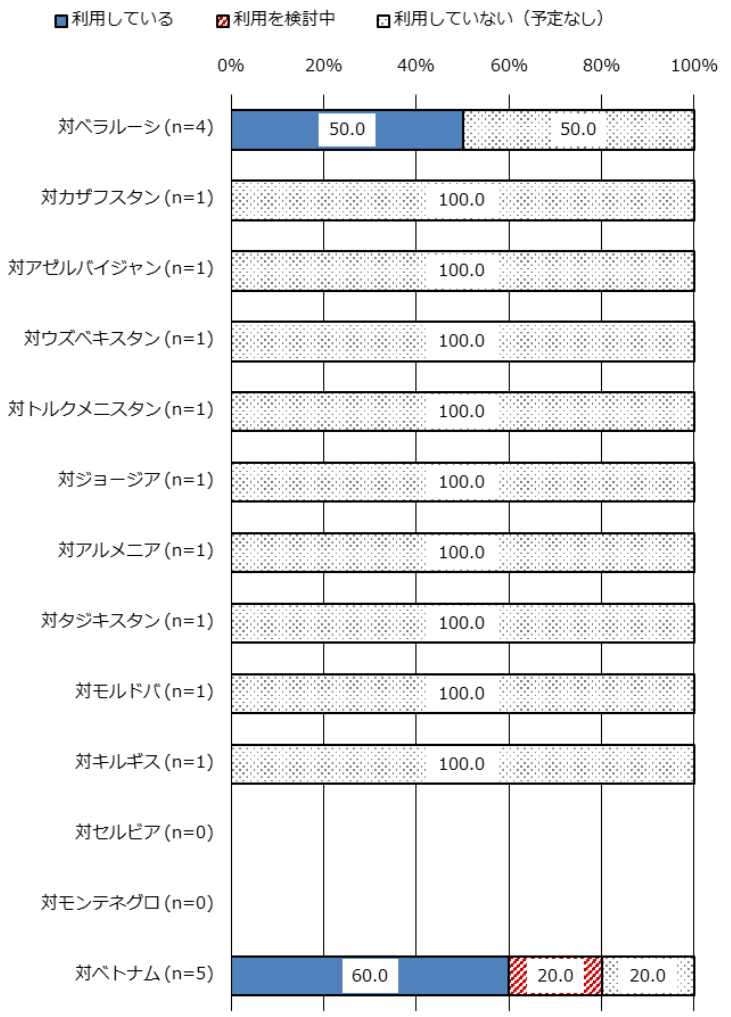 利用している 利用を検討中 利用していない（予定なし）
0% 20% 40% 60% 80% 100%
対ベラルーシ(n=4) 50.0 50.0
対カザフスタン(n=1) 100.0
対アゼルバイジャン(n=1) 100.0
対ウズベキスタン(n=1) 100.0
対トルクメニスタン(n=1) 100.0
対ジョージア(n=1) 100.0
対アルメニア(n=1) 100.0
対タジキスタン(n=1) 100.0
対モルドバ(n=1) 100.0
対キルギス(n=1) 100.0
対セルビア(n=0)
対モンテネグロ(n=0)
対ベトナム(n=5) 60.0 20.0 20.0